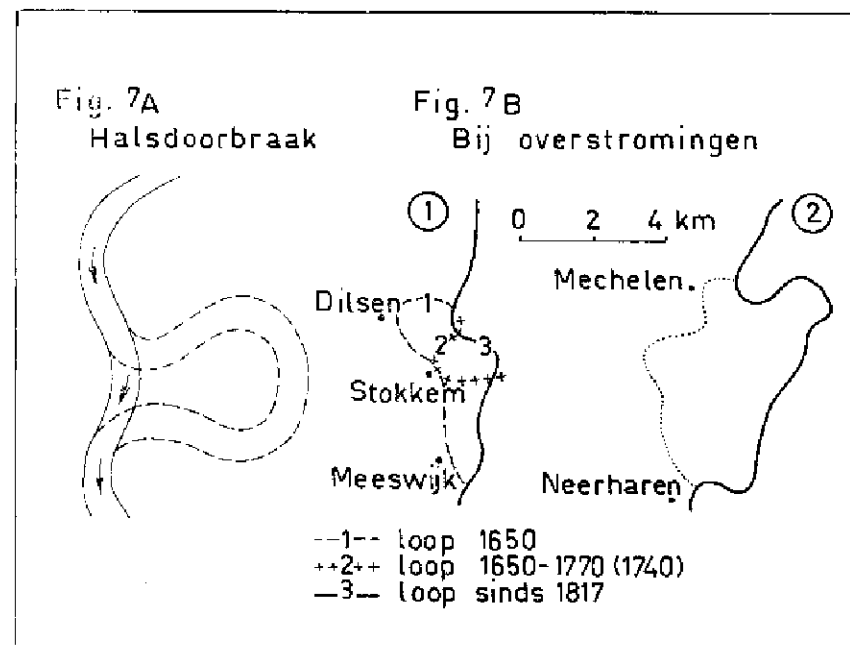 Fig. 7A
Halsdoorbraak
Fig. 7B
Bij overstromingen
1
0 2 4 km
2
Mechelen.
Dilsen
1
2
3
Stokkem
Meeswijk
Neerharen
--1-- loop 1650
++2++ loop 1650-1770 (1740)
—3— loop sinds 1817